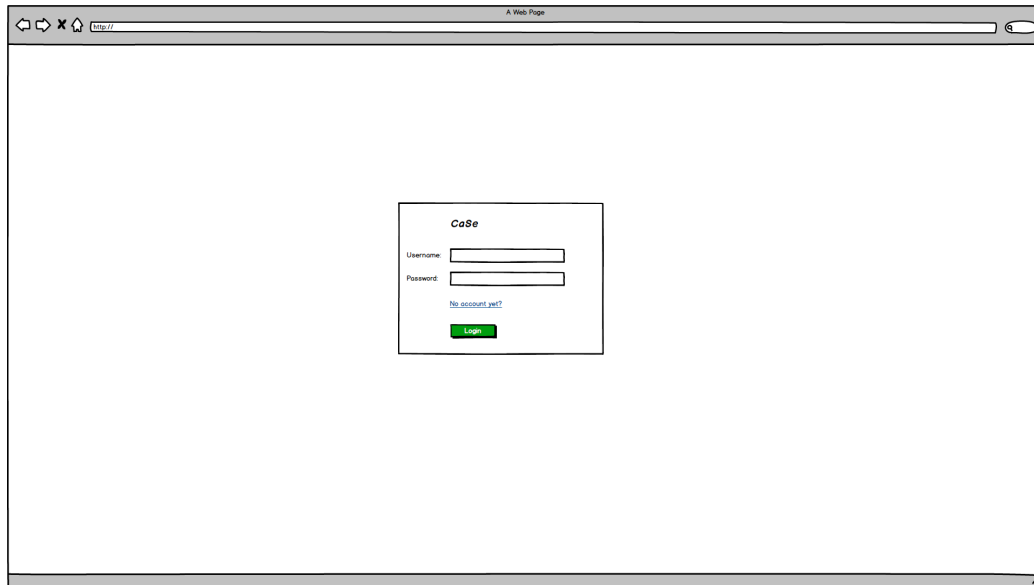 A Web Page
http://
CaSe
Username:
Password:
No account yet?
Login